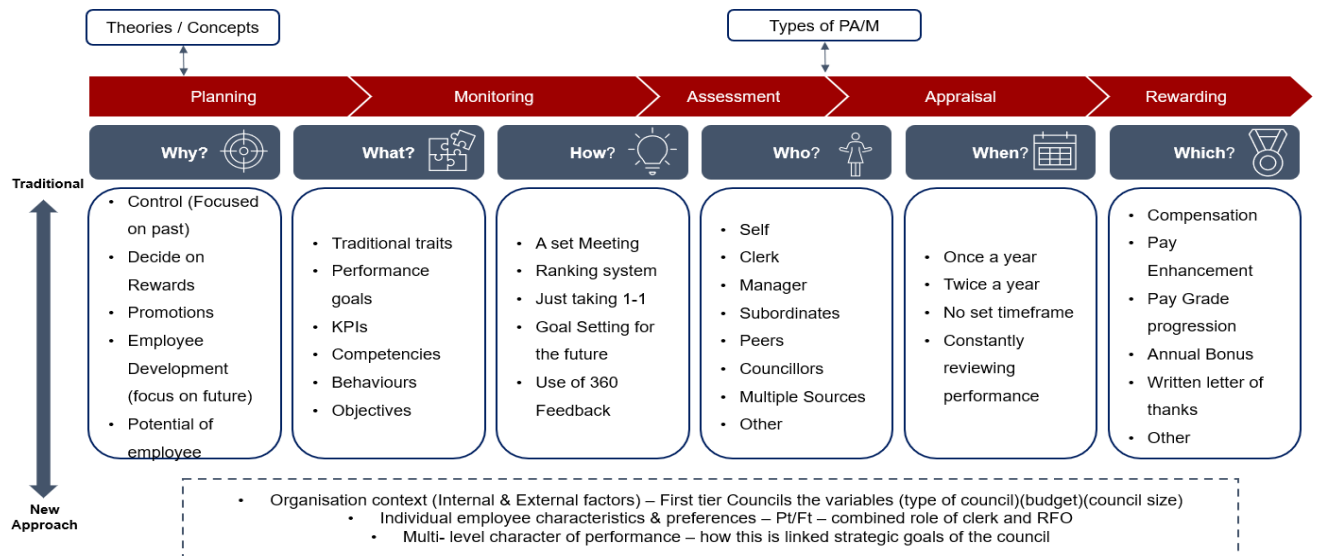 Theories / Concepts
Types of PA/M
Planning
Monitoring
Assessment
Appraisal
Rewarding
Why?
What?
How?
Who?
When?
Which?
Traditional
• Control (Focused
on past)
• Decide on
Rewards
• Promotions
• Employee
Development
(focus on future)
• Potential of
employee
• Traditional traits
• Performance
goals
• KPIs
• Competencies
• Behaviours
• Objectives
• A set Meeting
• Ranking system
• Just taking 1-1
• Goal Setting for
the future
• Use of 360
Feedback
• Self
• Clerk
• Manager
• Subordinates
• Peers
• Councillors
• Multiple Sources
• Other
• Once a year
• Twice a year
• No set timeframe
• Constantly
reviewing
performance
• Compensation
• Pay
Enhancement
• Pay Grade
progression
• Annual Bonus
• Written letter of
thanks
• Other
New
Approach
• Organisation context (Internal & External factors) – First tier Councils the variables (type of council)(budget)(council size)
• Individual employee characteristics & preferences – Pt/Ft – combined role of clerk and RFO
• Multi- level character of performance – how this is linked strategic goals of the council